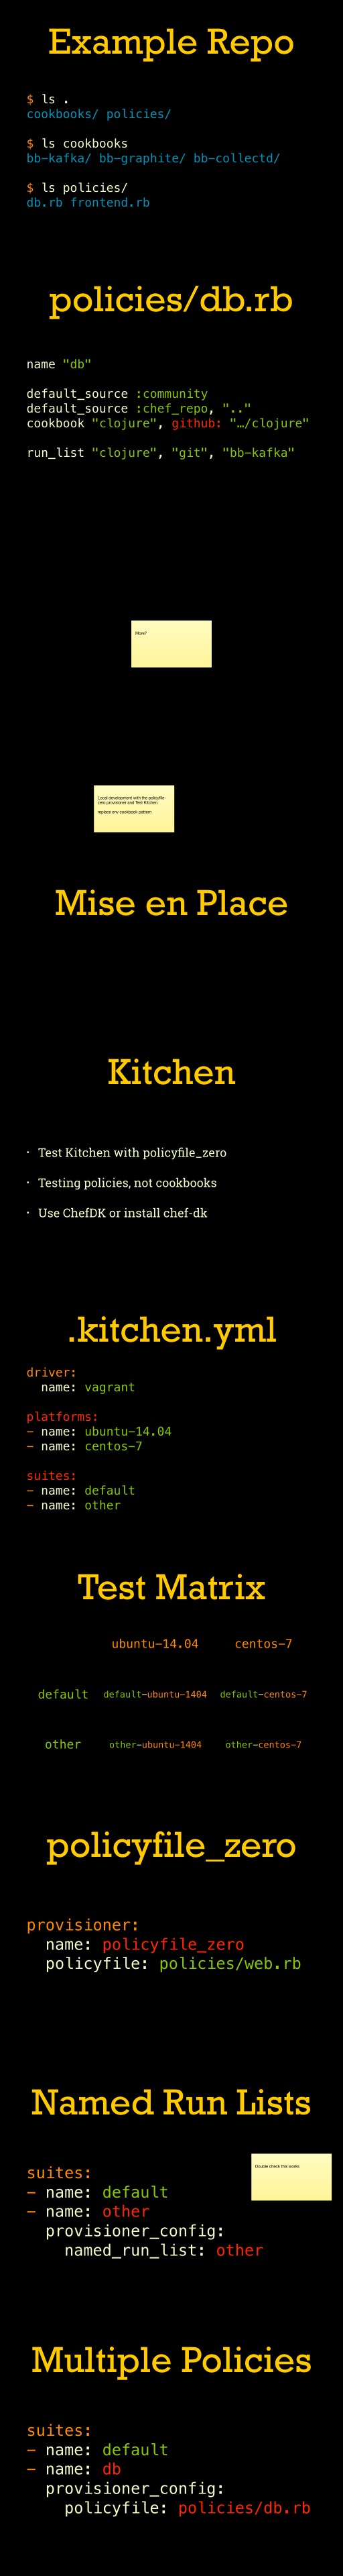 Example Repo
$ ls .
cookbooks/ policies/
$ ls cookbooks
bb-kafka/ bb-graphite/ bb-collectd/
$ ls policies/
db.rb frontend.rb
policies/db.rb
name "db"
default_source :community
default_source :chef_repo, ".."
cookbook "clojure", github: "…/clojure"
run_list "clojure", "git", "bb-kafka"
More?
Local development with the policyfile-
zero provisioner and Test Kitchen.
replace env cookbook pattern
Mise en Place
Kitchen
· Test Kitchen with policyfile_zero
· Testing policies, not cookbooks
· Use ChefDK or install chef-dk
.kitchen.yml
driver:
  name: vagrant
platforms:
– name: ubuntu-14.04
– name: centos-7
suites:
– name: default
– name: other
Test Matrix
ubuntu-14.04 centos-7
default default-ubuntu-1404 default-centos-7
other other-ubuntu-1404 other-centos-7
policyfile_zero
provisioner:
  name: policyfile_zero
  policyfile: policies/web.rb
Named Run Lists
Double check this works
suites:
– name: default
– name: other
  provisioner_config:
    named_run_list: other
Multiple Policies
suites:
– name: default
– name: db
  provisioner_config:
    policyfile: policies/db.rb